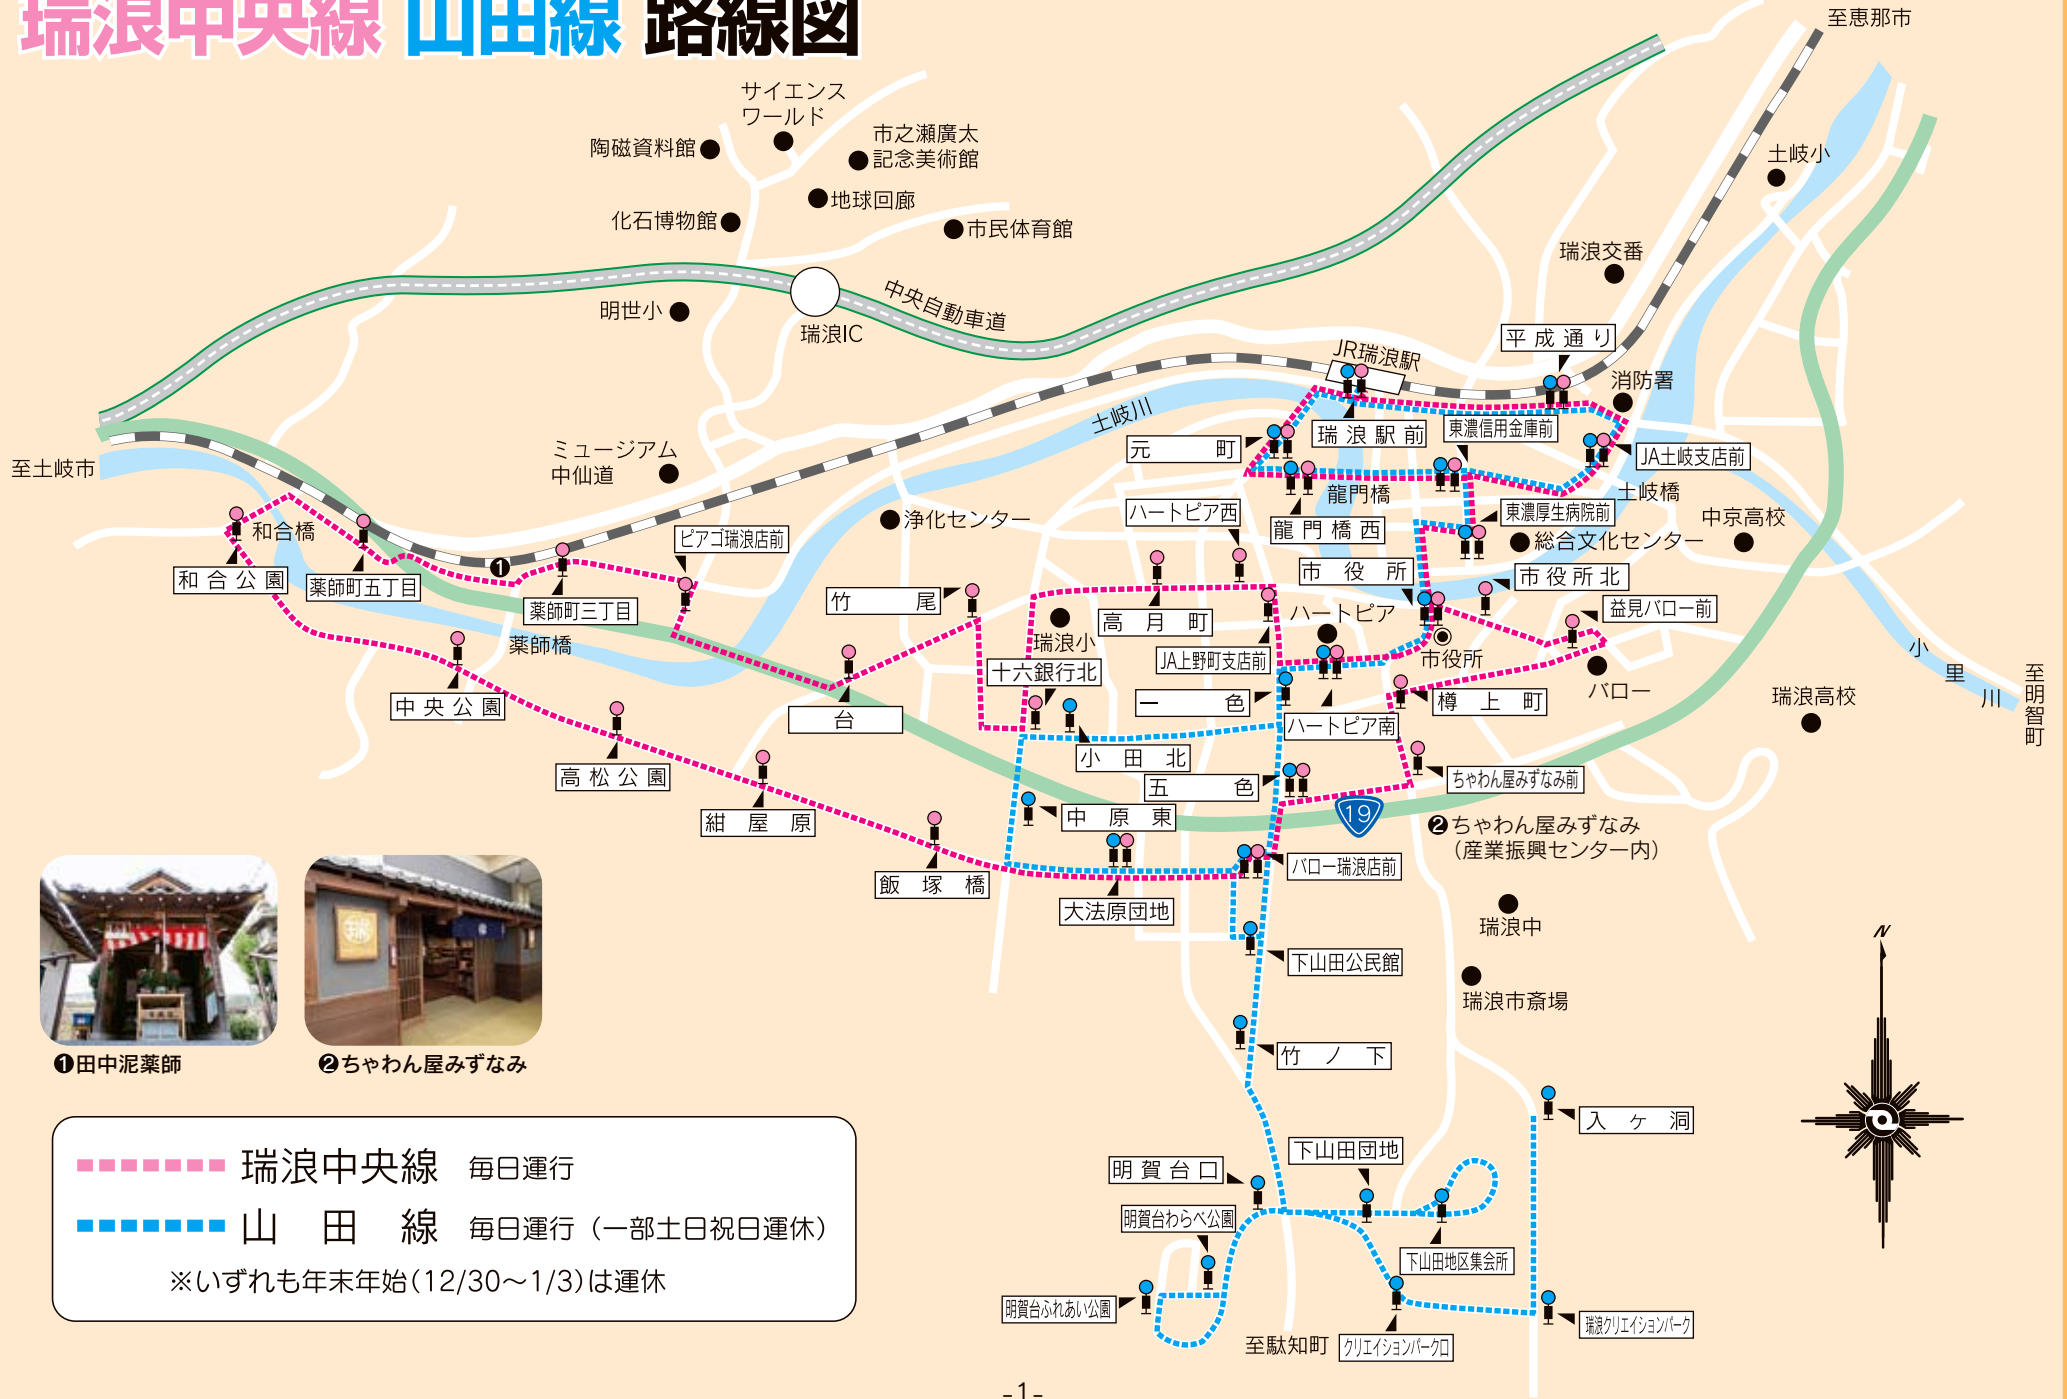 瑞浪中央線 山田線 路線図
至恵那市
サイエンス
ワールド
陶磁資料館
市之瀬廣太
記念美術館
地球回廊
化石博物館
市民体育館
土岐小
瑞浪交番
明世小
瑞浪IC
中央自動車道
平成通り
JR瑞浪駅
消防署
土岐川
元町
瑞浪駅前
東濃信用金庫前
JA土岐支店前
至土岐市
ミュージアム
中仙道
龍門橋
土岐橋
浄化センター
ハートピア西
龍門橋西
東濃厚生病院前
中京高校
和合橋
ピアゴ瑞浪店前
総合文化センター
和合公園
薬師町五丁目
❶
市役所
市役所北
薬師町三丁目
竹尾
高月町
ハートピア
益見バロー前
薬師橋
瑞浪小
JA上野町支店前
市役所
小里川
至明智町
十六銀行北
バロー
中央公園
台
一色
ハートピア南
樽上町
瑞浪高校
高松公園
小田北
五色
ちゃわん屋みずなみ前
紺屋原
中原東
19
❷ちゃわん屋みずなみ
(産業振興センター内)
飯塚橋
大法原団地
バロー瑞浪店前
瑞浪中
下山田公民館
瑞浪市斎場
N
竹ノ下
❶田中泥薬師
❷ちゃわん屋みずなみ
入ヶ洞
瑞浪中央線 毎日運行
山田線 毎日運行(一部土日祝日運休)
※いずれも年末年始(12/30~1/3)は運休
明賀台口
下山田団地
明賀台わらべ公園
下山田地区集会所
明賀台ふれあい公園
至駄知町
クリエイションパーク口
瑞浪クリエイションパーク
-1-